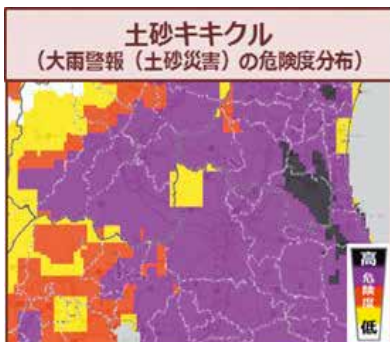 土砂キキクル
（大雨警報（土砂災害）の危険度分布）
高
危険度
低